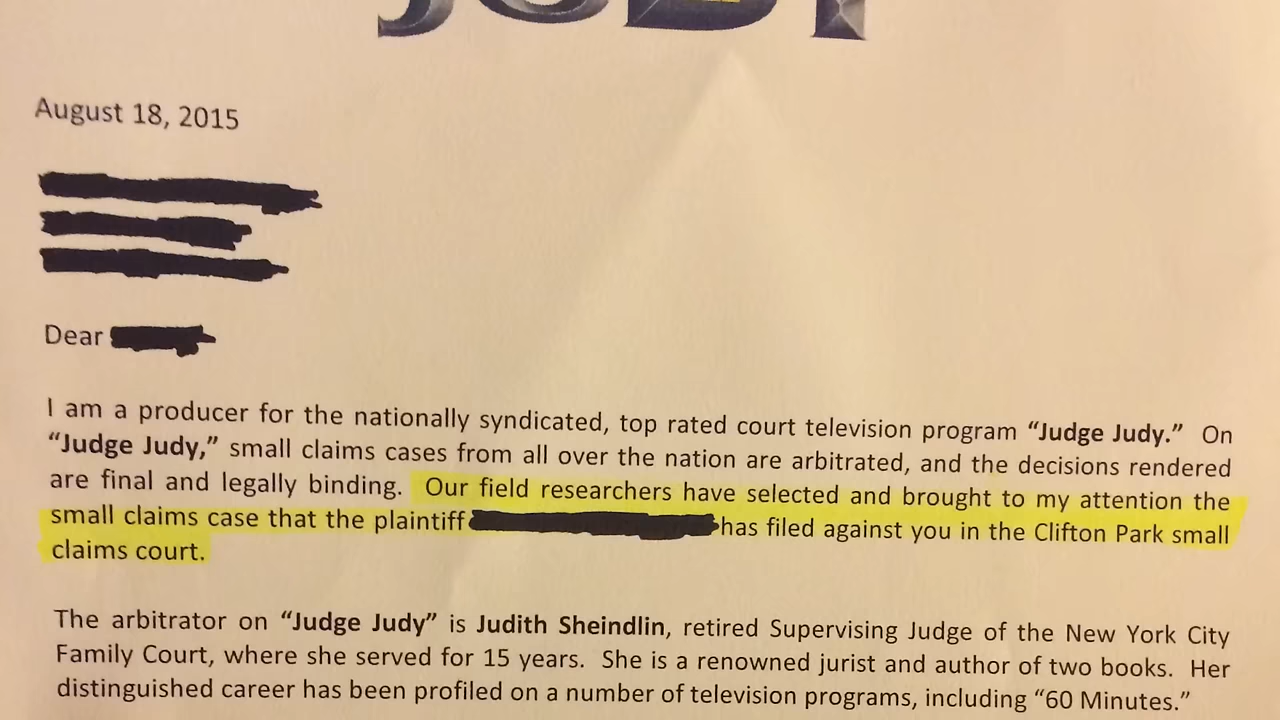 JUDY
August 18, 2015
Dear
I am a producer for the nationally syndicated, top rated court television program “Judge Judy.” On
“Judge Judy,” small claims cases from all over the nation are arbitrated, and the decisions rendered
are final and legally binding. Our field researchers have selected and brought to my attention the
small claims case that the plaintiff has filed against you in the Clifton Park small
claims court.
The arbitrator on “Judge Judy” is Judith Sheindlin, retired Supervising Judge of the New York City
Family Court, where she served for 15 years. She is a renowned jurist and author of two books. Her
distinguished career has been profiled on a number of television programs, including “60 Minutes.”